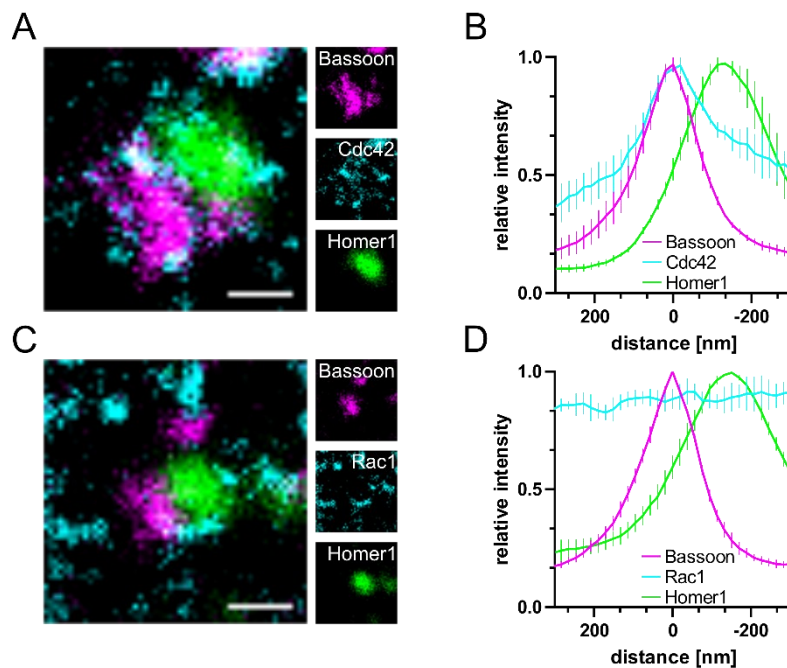 A
Bassoon
Cdc42
Homer1
B
1.0
0.5
0.0
relative intensity
Bassoon
Cdc42
Homer1
200
0
-200
distance [nm]
C
Bassoon
Rac1
Homer1
D
1.0
0.5
0.0
relative intensity
Bassoon
Rac1
Homer1
200
0
-200
distance [nm]